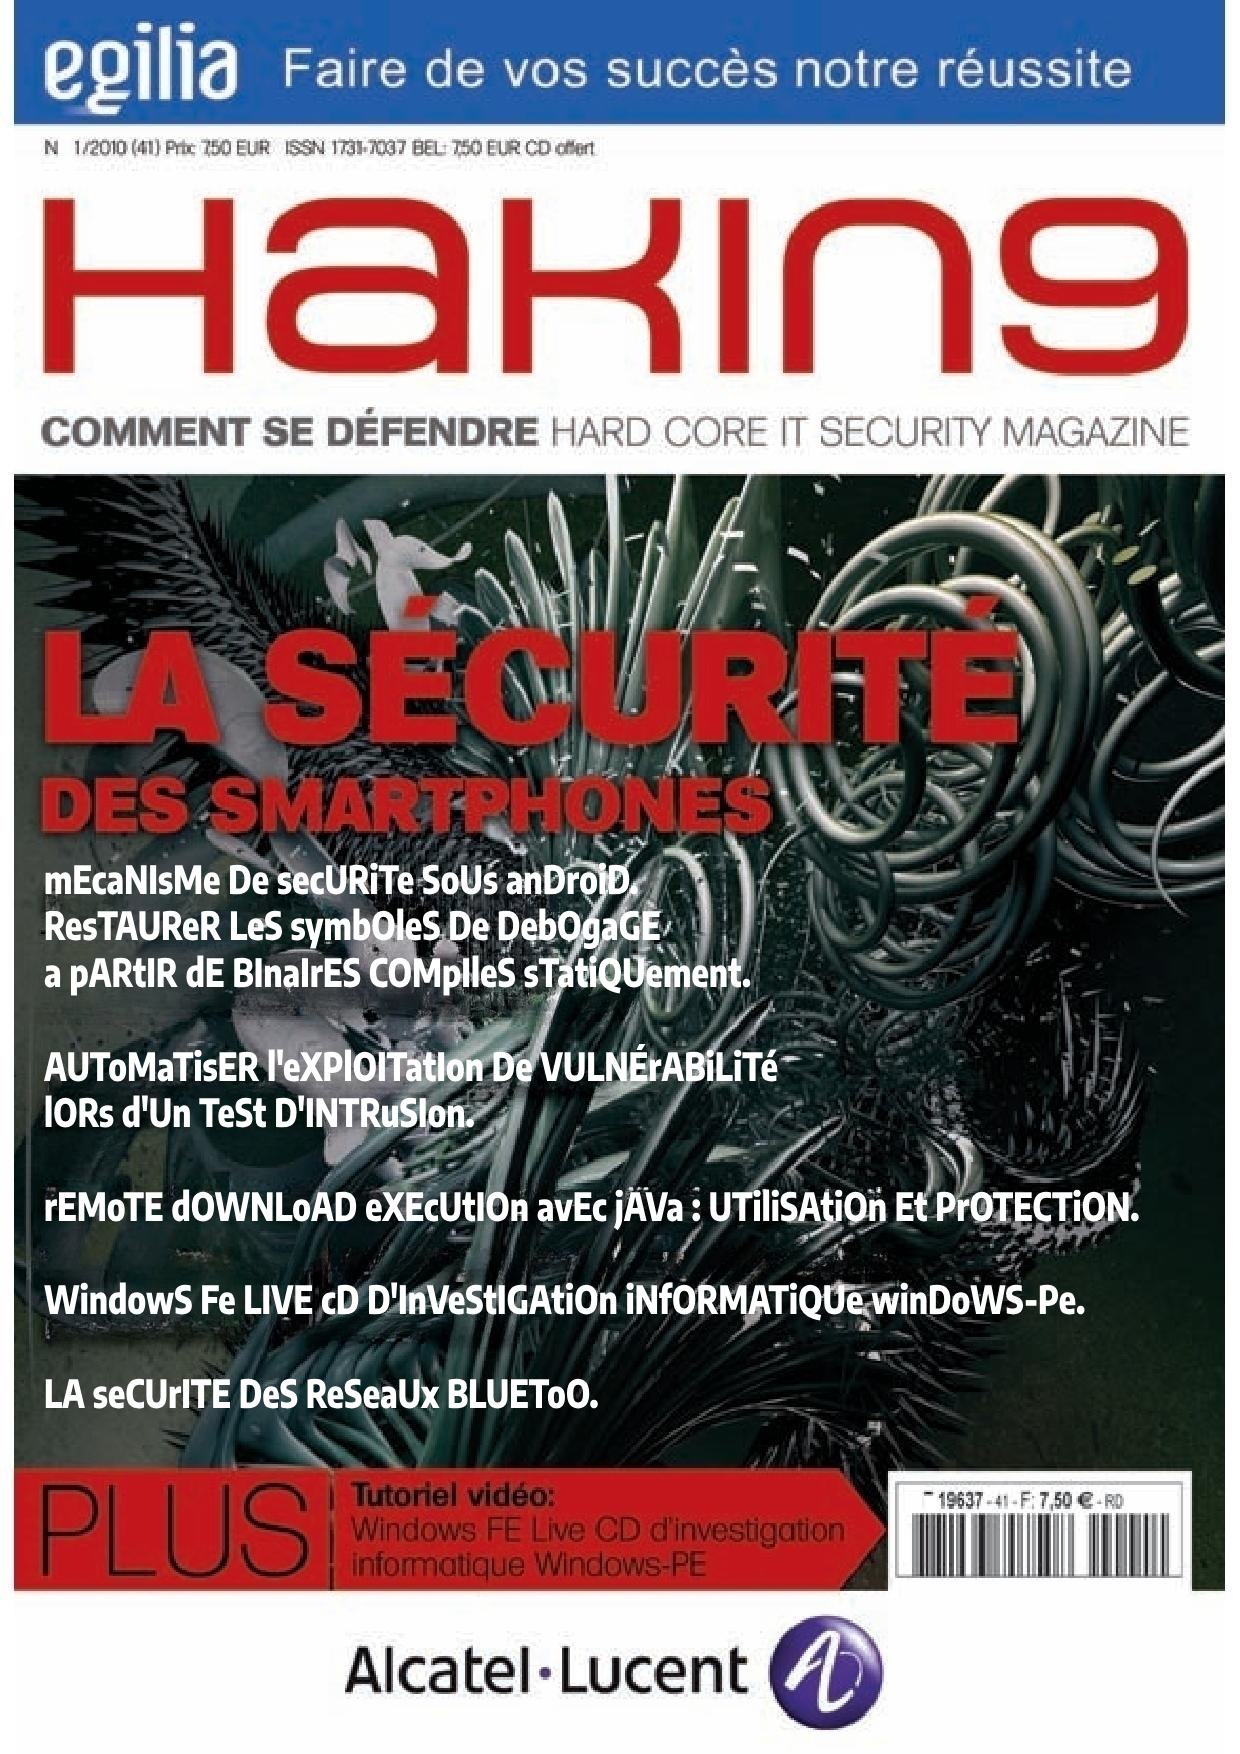 egilia Faire de vos succès notre réussite
N 1/2010 (41) Prix: 7,50 EUR ISSN 1731-7037 BEL: 7,50 EUR CD offert
HaKIn9
COMMENT SE DÉFENDRE HARD CORE IT SECURITY MAGAZINE
LA SÉCURITÉ
DES SMARTPHONES
mEcaNIsMe De secURiTe SoUs anDroiD.
ResTAUReR LeS symbOleS De DebOgaGE
a pARtIR dE BInaIrES COMpIleS sTatiQUement.
AUToMaTisER l'eXPlOITatIon De VULNÉrABiLiTé
lORs d'Un TeSt D'INTRuSIon.
rEMoTE dOWNLoAD eXEcUtIOn avEc jAVa : UTiliSAtiOn Et PrOTECTiON.
WindowS Fe LIVE cD D'InVeStIGAtiOn iNfORMATiQUe winDoWS-Pe.
LA seCUrITE DeS ReSeaUx BLUEToO.
PLUS
Tutoriel vidéo:
Windows FE Live CD d'investigation
informatique Windows-PE
19637 - 41 - F: 7,50 € - RD
Alcatel·Lucent